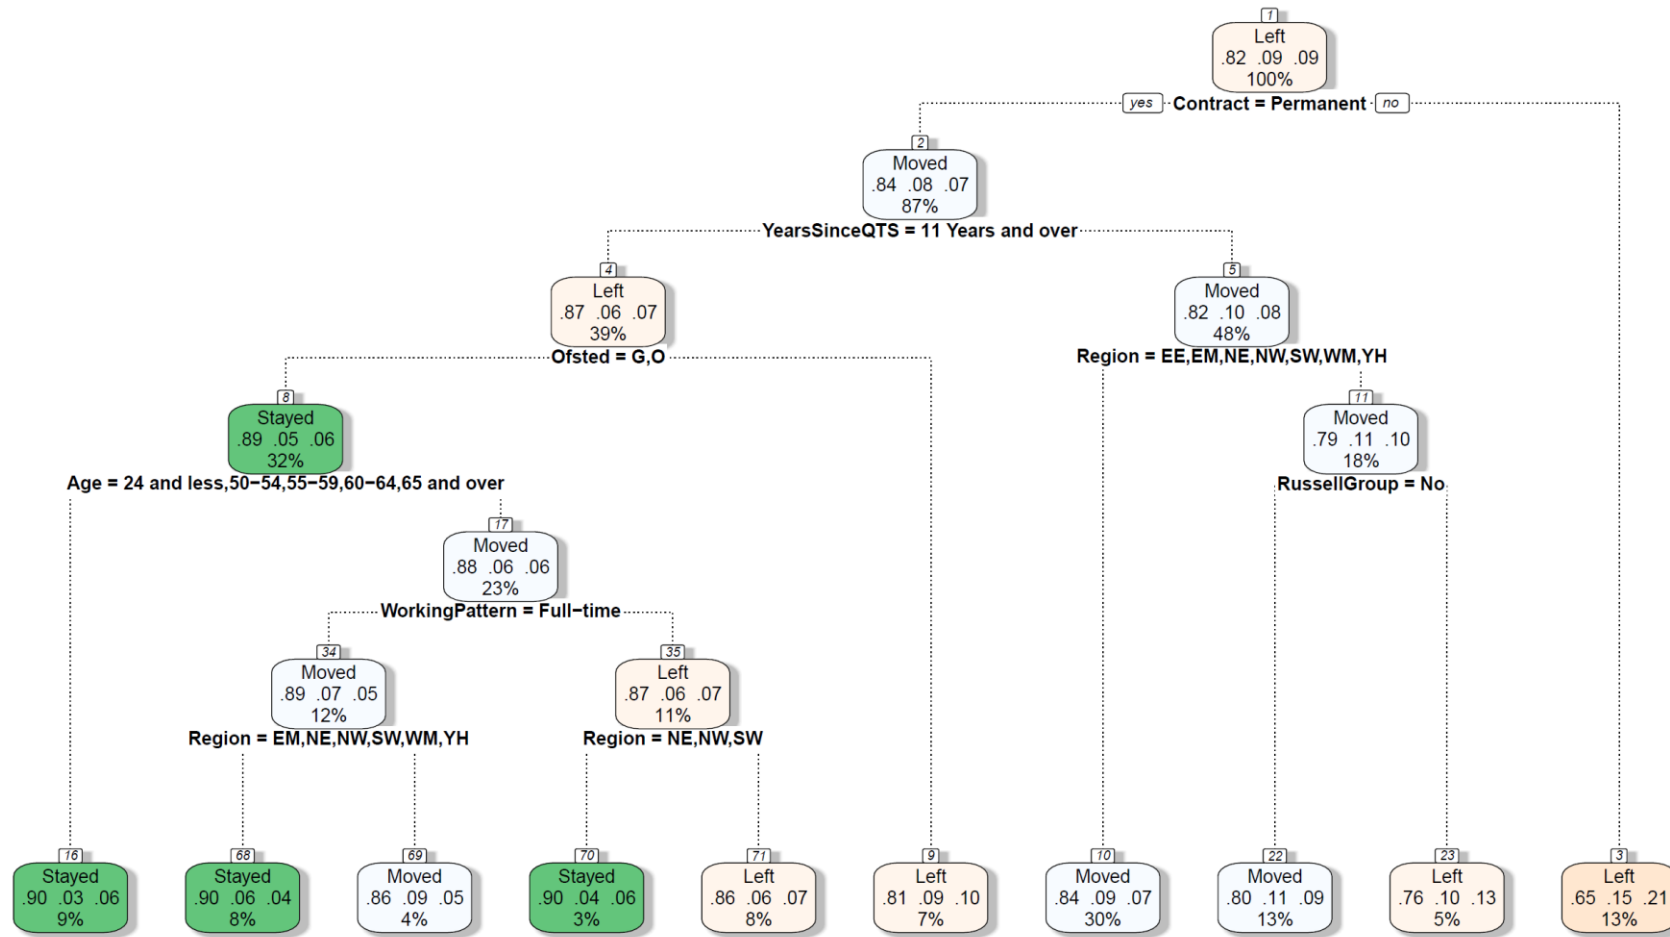 1
Left
.82 .09 .09
100%
yes Contract = Permanent no
2
Moved
.84 .08 .07
87%
YearsSinceQTS = 11 Years and over
4
Left
.87 .06 .07
39%
5
Moved
.82 .10 .08
48%
Ofsted = G,O
Region = EE,EM,NE,NW,SW,WM,YH
8
Stayed
.89 .05 .06
32%
11
Moved
.79 .11 .10
18%
Age = 24 and less,50−54,55−59,60−64,65 and over
RussellGroup = No
17
Moved
.88 .06 .06
23%
WorkingPattern = Full−time
34
Moved
.89 .07 .05
12%
35
Left
.87 .06 .07
11%
Region = EM,NE,NW,SW,WM,YH
Region = NE,NW,SW
16
Stayed
.90 .03 .06
9%
68
Stayed
.90 .06 .04
8%
69
Moved
.86 .09 .05
4%
70
Stayed
.90 .04 .06
3%
71
Left
.86 .06 .07
8%
9
Left
.81 .09 .10
7%
10
Moved
.84 .09 .07
30%
22
Moved
.80 .11 .09
13%
23
Left
.76 .10 .13
5%
3
Left
.65 .15 .21
13%